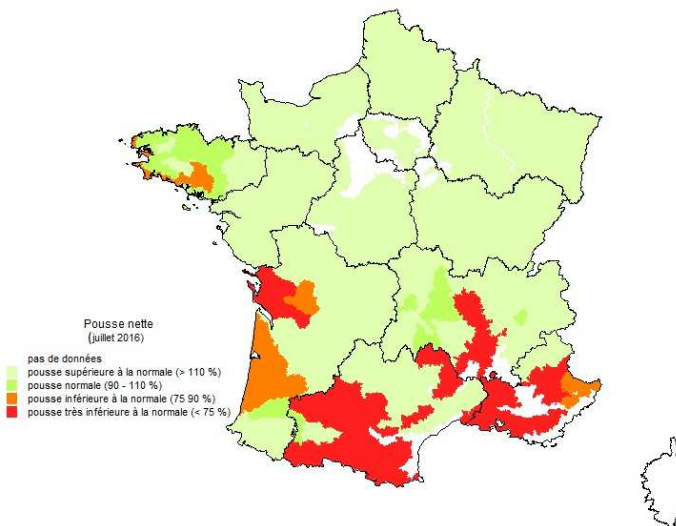 Pousse nette
(juillet 2016)
pas de données
pousse supérieure à la normale (> 110 %)
pousse normale (90 - 110 %)
pousse inférieure à la normale (75 90 %)
pousse très inférieure à la normale (< 75 %)